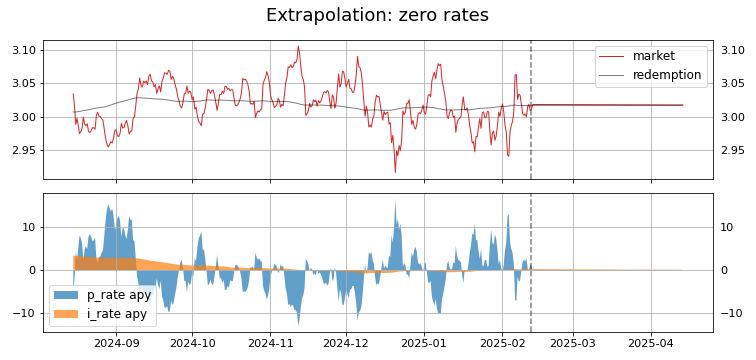 Extrapolation: zero rates
3.10 3.10
3.05 3.05
3.00 3.00
2.95 2.95
market
redemption
10 10
0 0
−10 −10
p_rate apy
i_rate apy
2024-09 2024-10 2024-11 2024-12 2025-01 2025-02 2025-03 2025-04